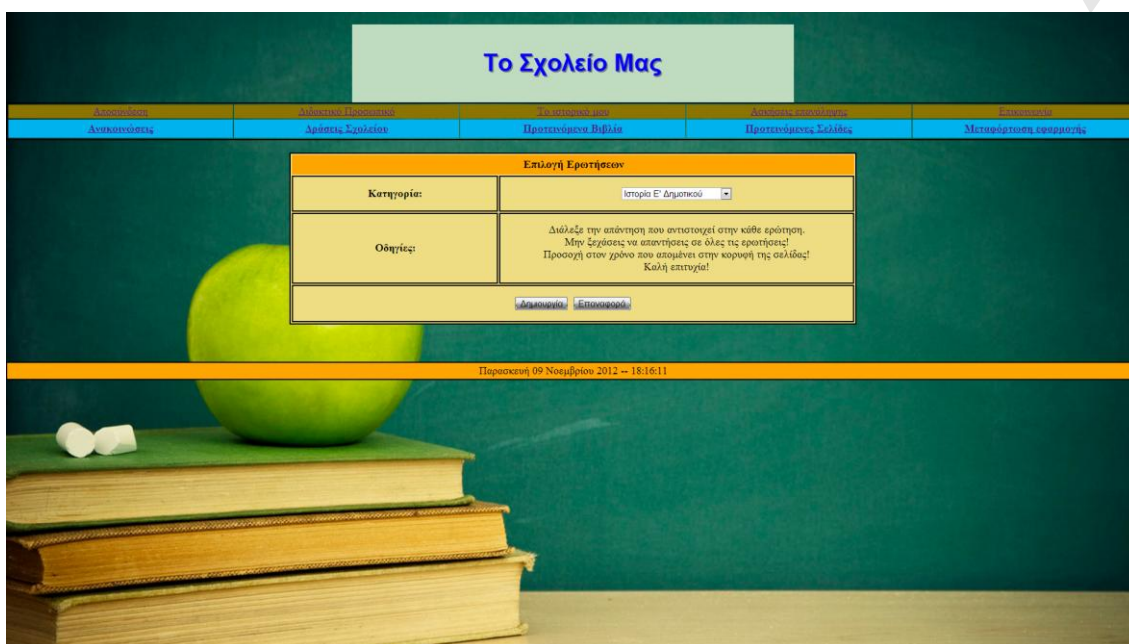 Το Σχολείο Μας
Αποσύνδεση Διδακτικό Προσωπικό Το ιστορικό μου Ασκήσεις επανάληψης Επικοινωνία
Ανακοινώσεις Δράσεις Σχολείου Προτεινόμενα Βιβλία Προτεινόμενες Σελίδες Μεταφόρτωση εφαρμογής
Επιλογή Ερωτήσεων
Κατηγορία: Ιστορία Ε' Δημοτικού
Οδηγίες:
Διάλεξε την απάντηση που αντιστοιχεί στην κάθε ερώτηση.
Μην ξεχάσεις να απαντήσεις σε όλες τις ερωτήσεις!
Προσοχή στον χρόνο που απομένει στην κορυφή της σελίδας!
Καλή επιτυχία!
Δημιουργία Επαναφορά
Παρασκευή 09 Νοεμβρίου 2012 -- 18:16:11